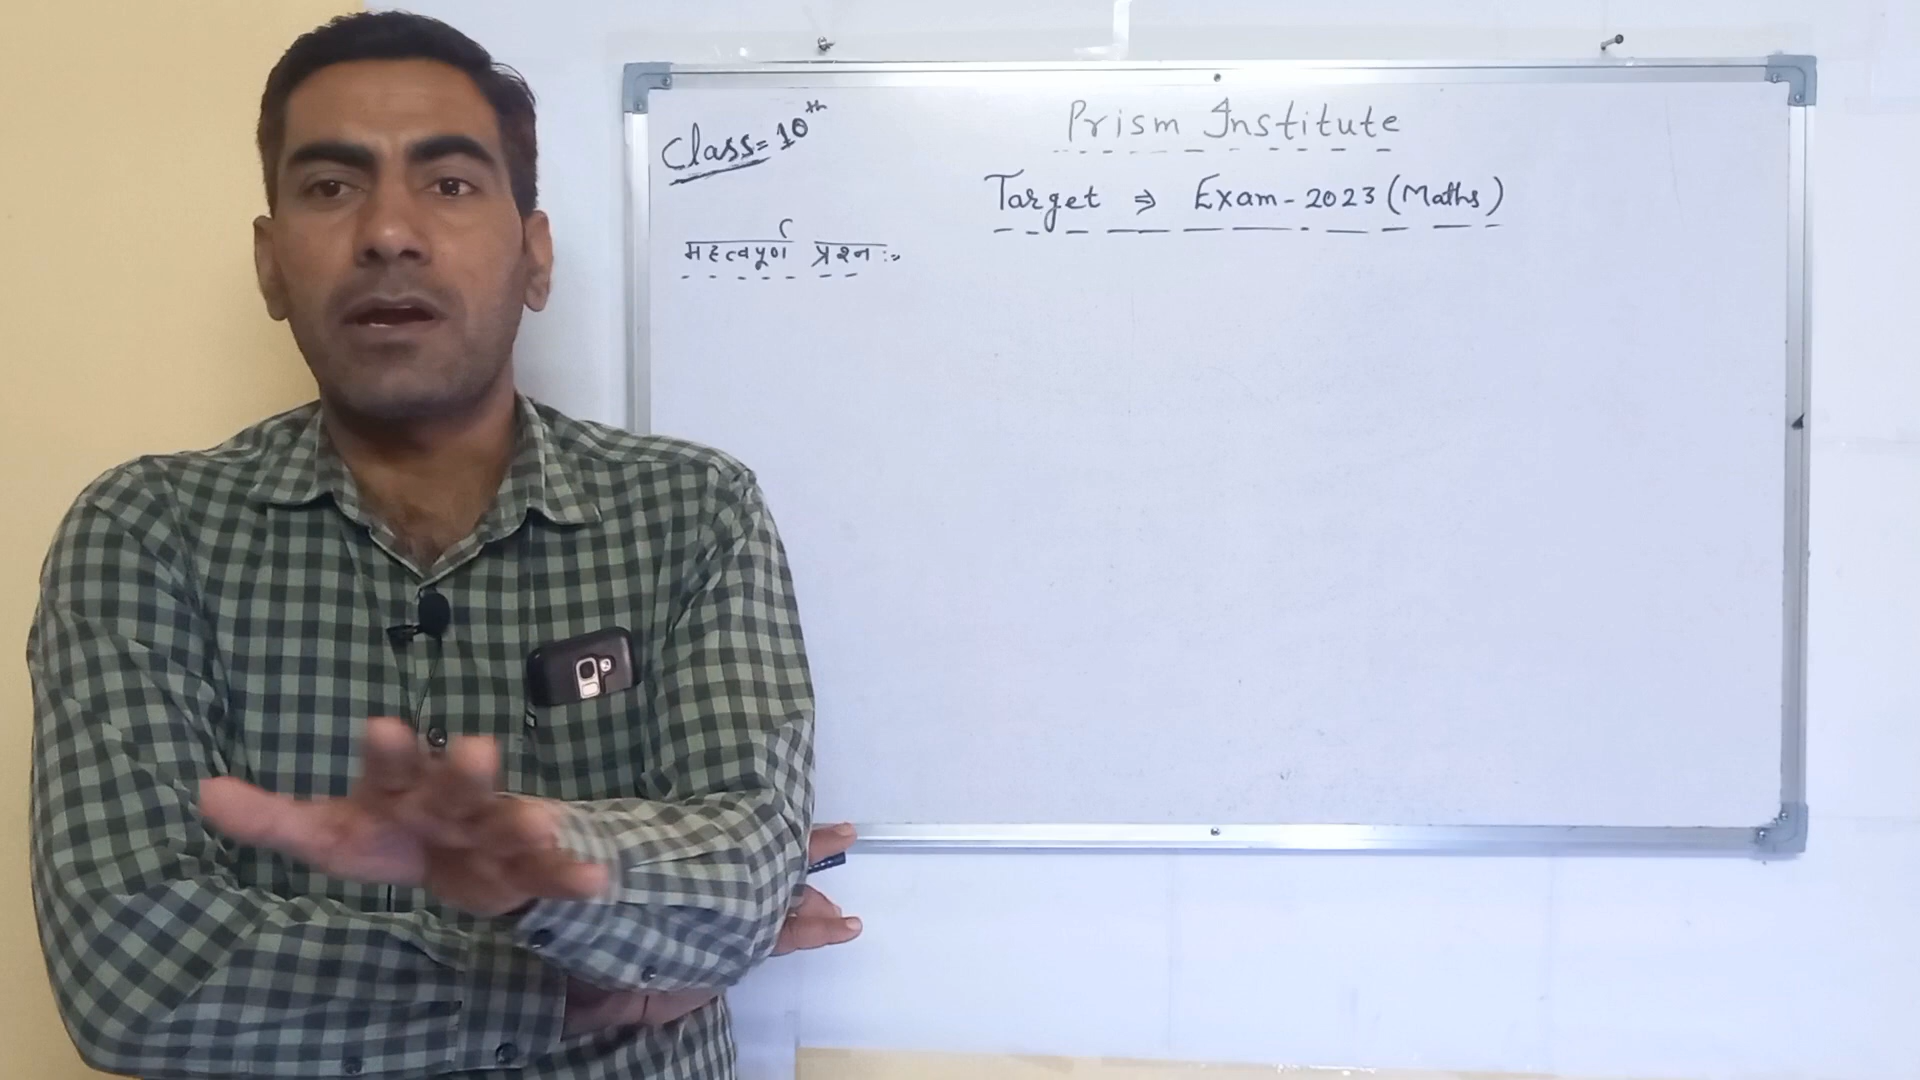 Class = 10th
Prism Institute
Target ⇒ Exam - 2023 (Maths)
महत्वपूर्ण प्रश्न :-